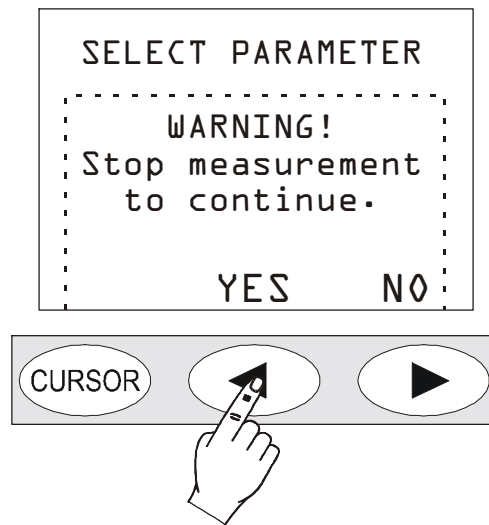 SELECT PARAMETER
WARNING!
Stop measurement
to continue.
YES NO
CURSOR